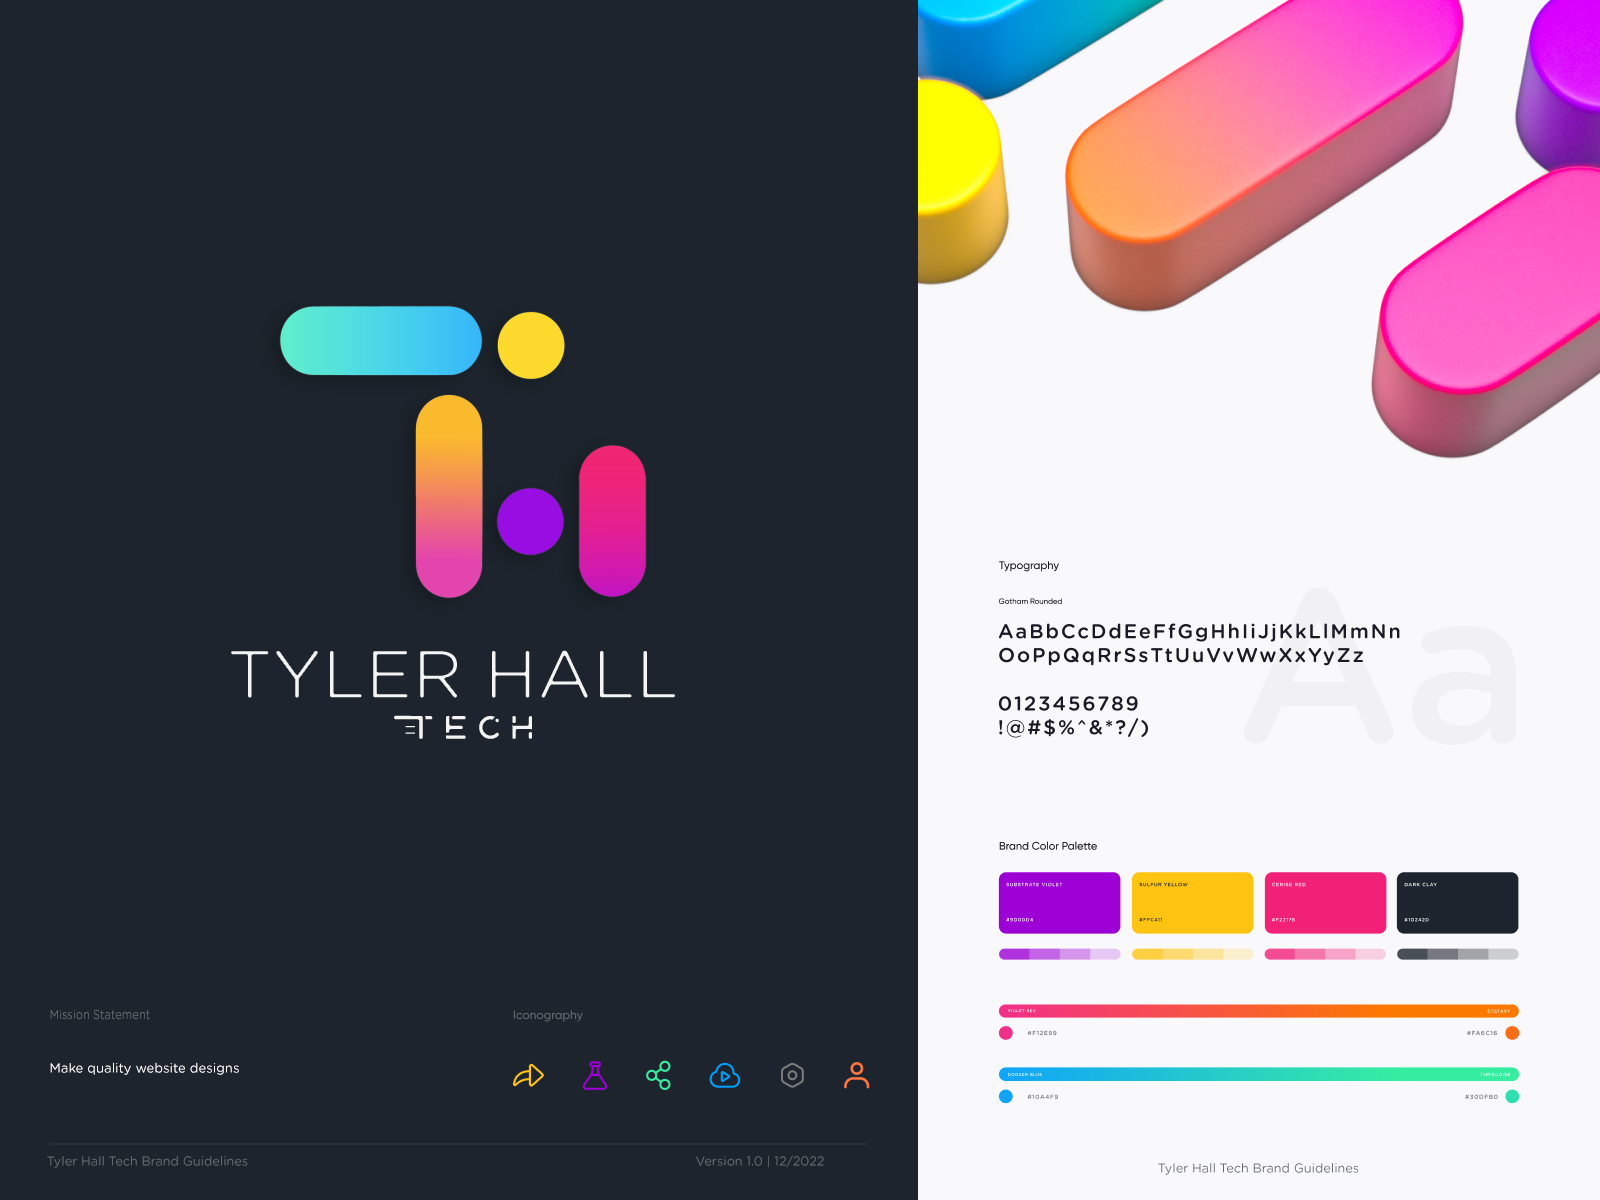 TYLER HALL
TECH
Mission Statement
Make quality website designs
Iconography
Tyler Hall Tech Brand Guidelines
Version 1.0 | 12/2022
Typography
Gotham Rounded
Aa
AaBbCcDdEeFfGgHhIiJjKkLlMmNn
OoPpQqRrSsTtUuVvWwXxYyZz
0123456789
!@#$%^&*?/)
Brand Color Palette
SUBSTRATE VIOLET
#9D00D4
SULFUR YELLOW
#FFC411
CERISE RED
#F22176
DARK CLAY
#1D242D
VIOLET RED
ECSTASY
#F12E89
#FA6C16
DODGER BLUE
TURQUOISE
#10A4F9
#30DFBD
Tyler Hall Tech Brand Guidelines